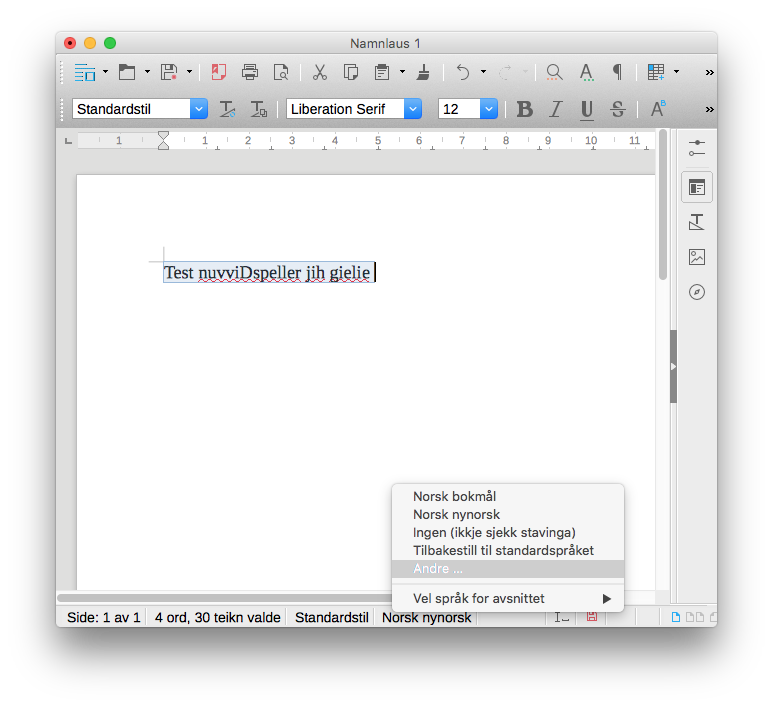 Namnlaus 1
Standardstil
Liberation Serif
12
1 1 2 3 4 5 6 7 8 9 10 11
Test nuvviDspeller jih gielie
Norsk bokmål
Norsk nynorsk
Ingen (ikkje sjekk stavinga)
Tilbakestill til standardspråket
Andre ...
Vel språk for avsnittet
Side: 1 av 1 4 ord, 30 teikn valde Standardstil Norsk nynorsk